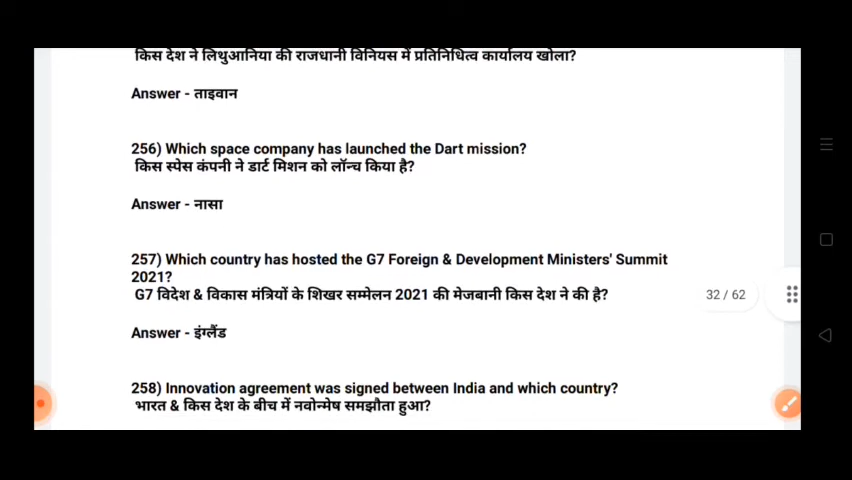 किस देश ने लिथुआनिया की राजधानी विनियस में प्रतिनिधित्व कार्यालय खोला?
Answer - ताइवान
256) Which space company has launched the Dart mission?
किस स्पेस कंपनी ने डार्ट मिशन को लॉन्च किया है?
Answer - नासा
257) Which country has hosted the G7 Foreign & Development Ministers' Summit
2021?
G7 विदेश & विकास मंत्रियों के शिखर सम्मेलन 2021 की मेजबानी किस देश ने की है?
32 / 62
Answer - इंग्लैंड
258) Innovation agreement was signed between India and which country?
भारत & किस देश के बीच में नवोन्मेष समझौता हुआ?